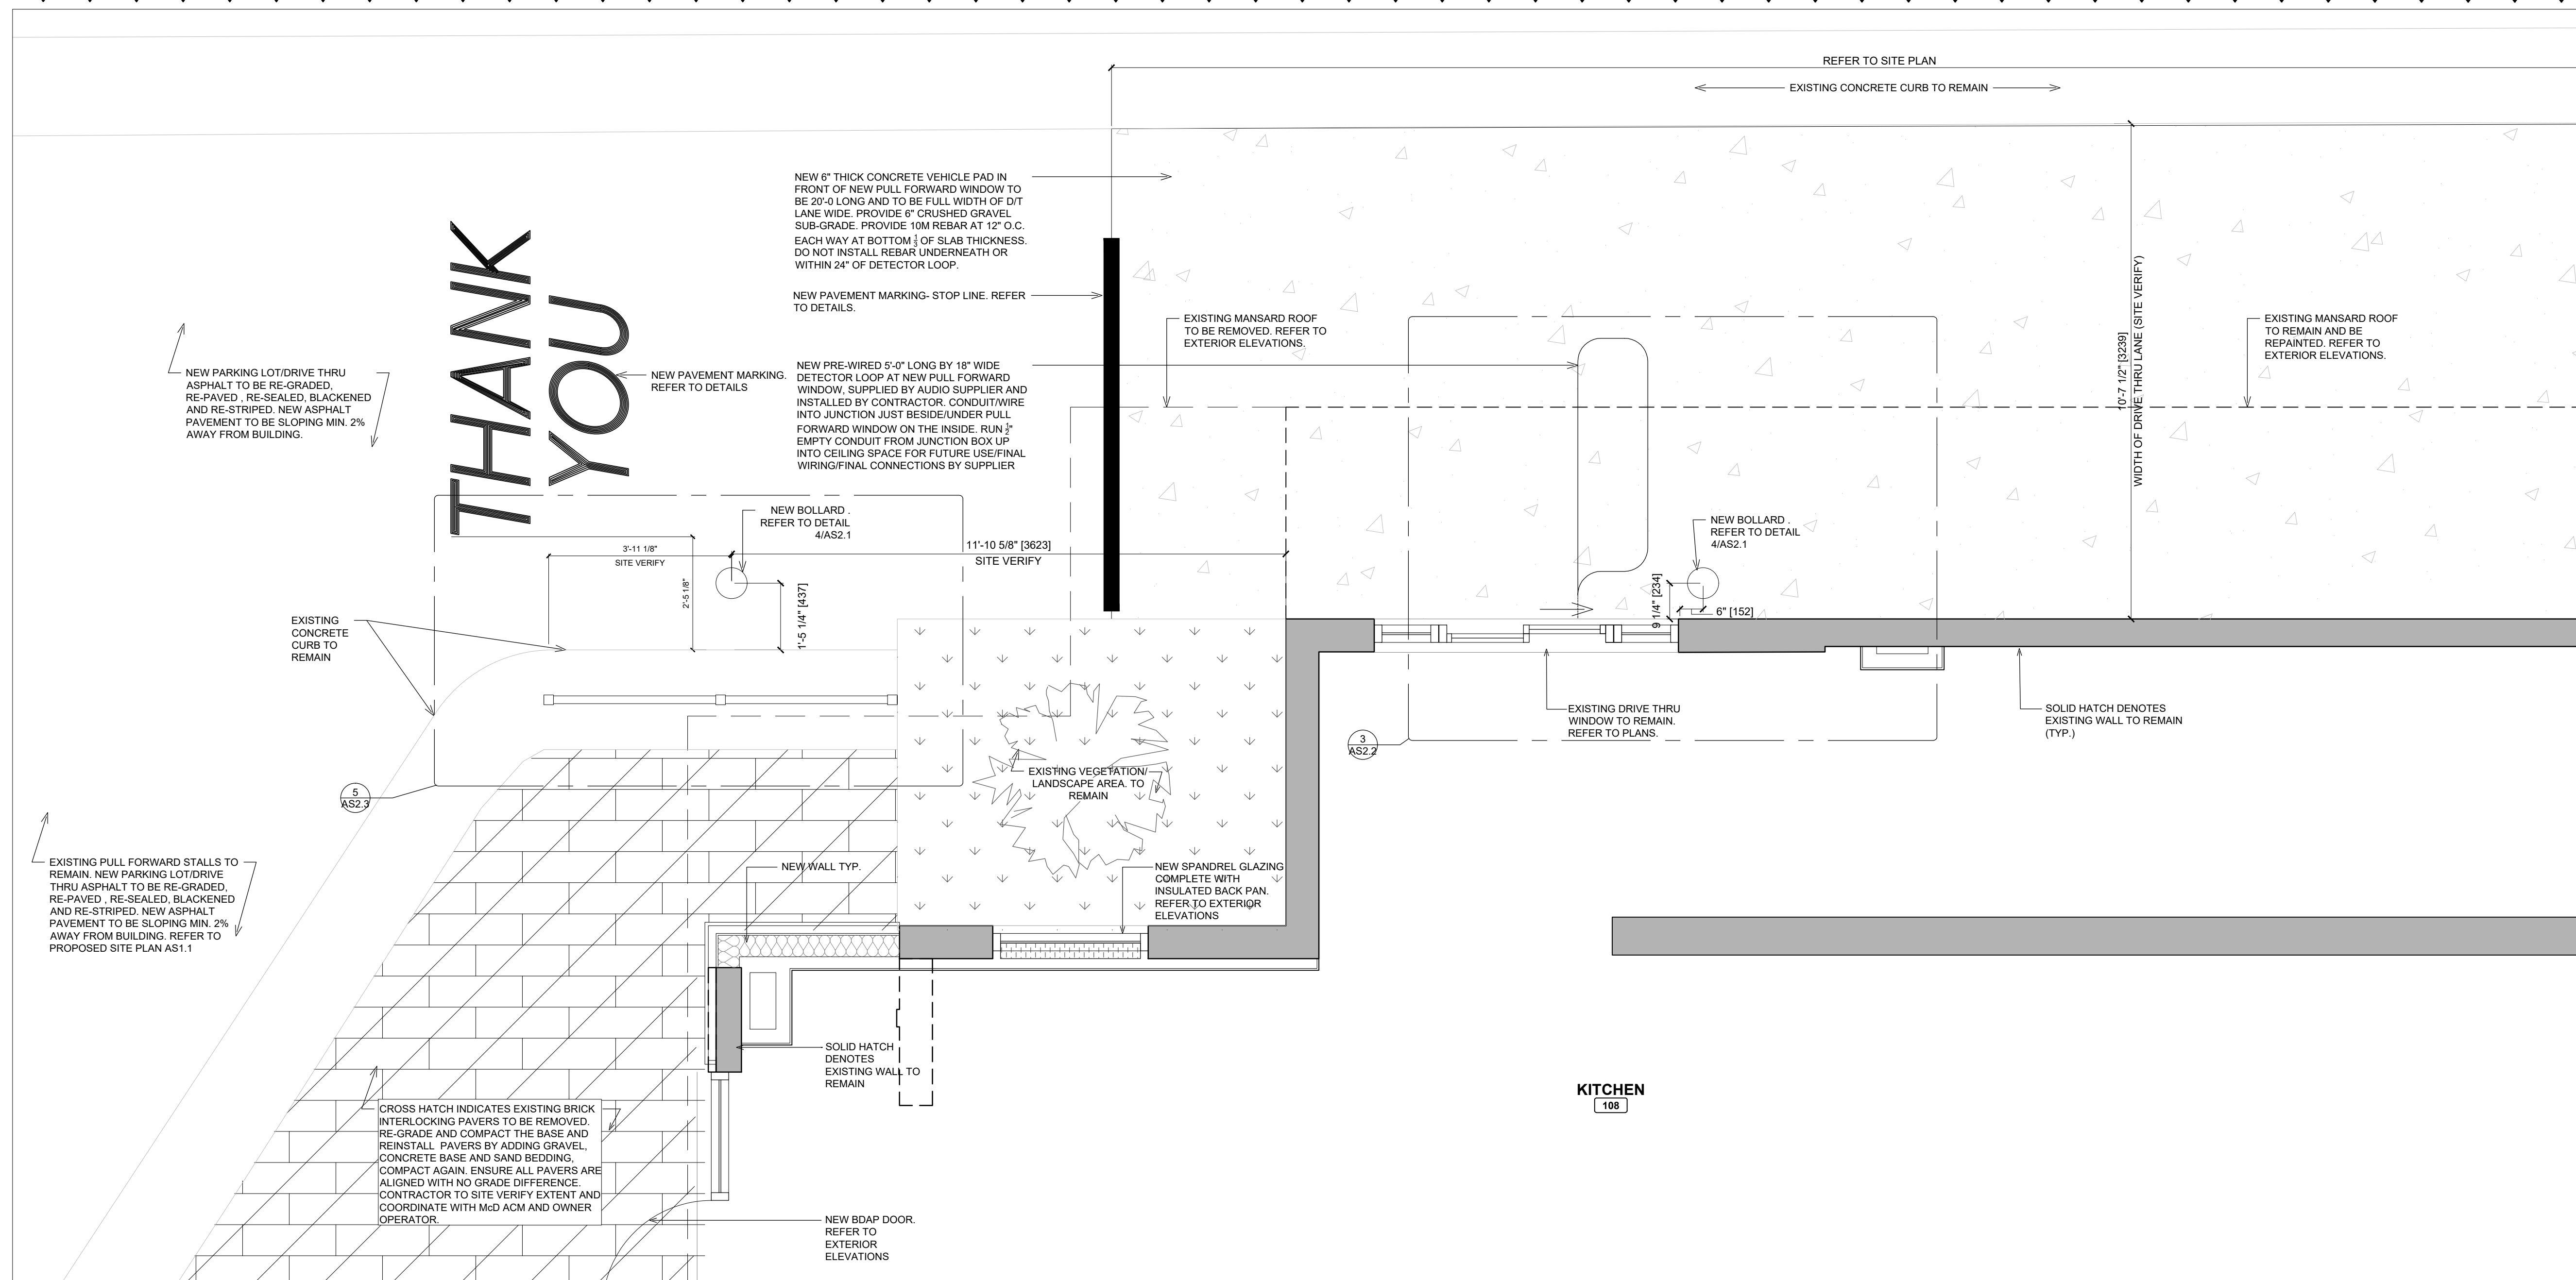 REFER TO SITE PLAN
EXISTING CONCRETE CURB TO REMAIN
NEW 6" THICK CONCRETE VEHICLE PAD IN
FRONT OF NEW PULL FORWARD WINDOW TO
BE 20'-0 LONG AND TO BE FULL WIDTH OF D/T
LANE WIDE. PROVIDE 6" CRUSHED GRAVEL
SUB-GRADE. PROVIDE 10M REBAR AT 12" O.C.
EACH WAY AT BOTTOM 1/3 OF SLAB THICKNESS.
DO NOT INSTALL REBAR UNDERNEATH OR
WITHIN 24" OF DETECTOR LOOP.
NEW PAVEMENT MARKING- STOP LINE. REFER
TO DETAILS.
THANK
YOU
NEW PAVEMENT MARKING.
REFER TO DETAILS
NEW PARKING LOT/DRIVE THRU
ASPHALT TO BE RE-GRADED,
RE-PAVED , RE-SEALED, BLACKENED
AND RE-STRIPED. NEW ASPHALT
PAVEMENT TO BE SLOPING MIN. 2%
AWAY FROM BUILDING.
NEW PRE-WIRED 5'-0" LONG BY 18" WIDE
DETECTOR LOOP AT NEW PULL FORWARD
WINDOW, SUPPLIED BY AUDIO SUPPLIER AND
INSTALLED BY CONTRACTOR. CONDUIT/WIRE
INTO JUNCTION JUST BESIDE/UNDER PULL
FORWARD WINDOW ON THE INSIDE. RUN 1/2"
EMPTY CONDUIT FROM JUNCTION BOX UP
INTO CEILING SPACE FOR FUTURE USE/FINAL
WIRING/FINAL CONNECTIONS BY SUPPLIER
EXISTING MANSARD ROOF
TO BE REMOVED. REFER TO
EXTERIOR ELEVATIONS.
10'-7 1/2" [3239]
WIDTH OF DRIVE THRU LANE (SITE VERIFY)
EXISTING MANSARD ROOF
TO REMAIN AND BE
REPAINTED. REFER TO
EXTERIOR ELEVATIONS.
NEW BOLLARD .
REFER TO DETAIL
4/AS2.1
3'-11 1/8"
SITE VERIFY
2'-5 1/8"
1'-5 1/4" [437]
11'-10 5/8" [3623]
SITE VERIFY
NEW BOLLARD .
REFER TO DETAIL
4/AS2.1
9 1/4" [234]
6" [152]
EXISTING
CONCRETE
CURB TO
REMAIN
EXISTING DRIVE THRU
WINDOW TO REMAIN.
REFER TO PLANS.
SOLID HATCH DENOTES
EXISTING WALL TO REMAIN
(TYP.)
3
AS2.2
5
AS2.3
EXISTING VEGETATION/
LANDSCAPE AREA. TO
REMAIN
EXISTING PULL FORWARD STALLS TO
REMAIN. NEW PARKING LOT/DRIVE
THRU ASPHALT TO BE RE-GRADED,
RE-PAVED , RE-SEALED, BLACKENED
AND RE-STRIPED. NEW ASPHALT
PAVEMENT TO BE SLOPING MIN. 2%
AWAY FROM BUILDING. REFER TO
PROPOSED SITE PLAN AS1.1
NEW WALL TYP.
NEW SPANDREL GLAZING
COMPLETE WITH
INSULATED BACK PAN.
REFER TO EXTERIOR
ELEVATIONS
SOLID HATCH
DENOTES
EXISTING WALL TO
REMAIN
KITCHEN
108
CROSS HATCH INDICATES EXISTING BRICK
INTERLOCKING PAVERS TO BE REMOVED.
RE-GRADE AND COMPACT THE BASE AND
REINSTALL PAVERS BY ADDING GRAVEL,
CONCRETE BASE AND SAND BEDDING,
COMPACT AGAIN. ENSURE ALL PAVERS ARE
ALIGNED WITH NO GRADE DIFFERENCE.
CONTRACTOR TO SITE VERIFY EXTENT AND
COORDINATE WITH McD ACM AND OWNER
OPERATOR.
NEW BDAP DOOR.
REFER TO
EXTERIOR
ELEVATIONS